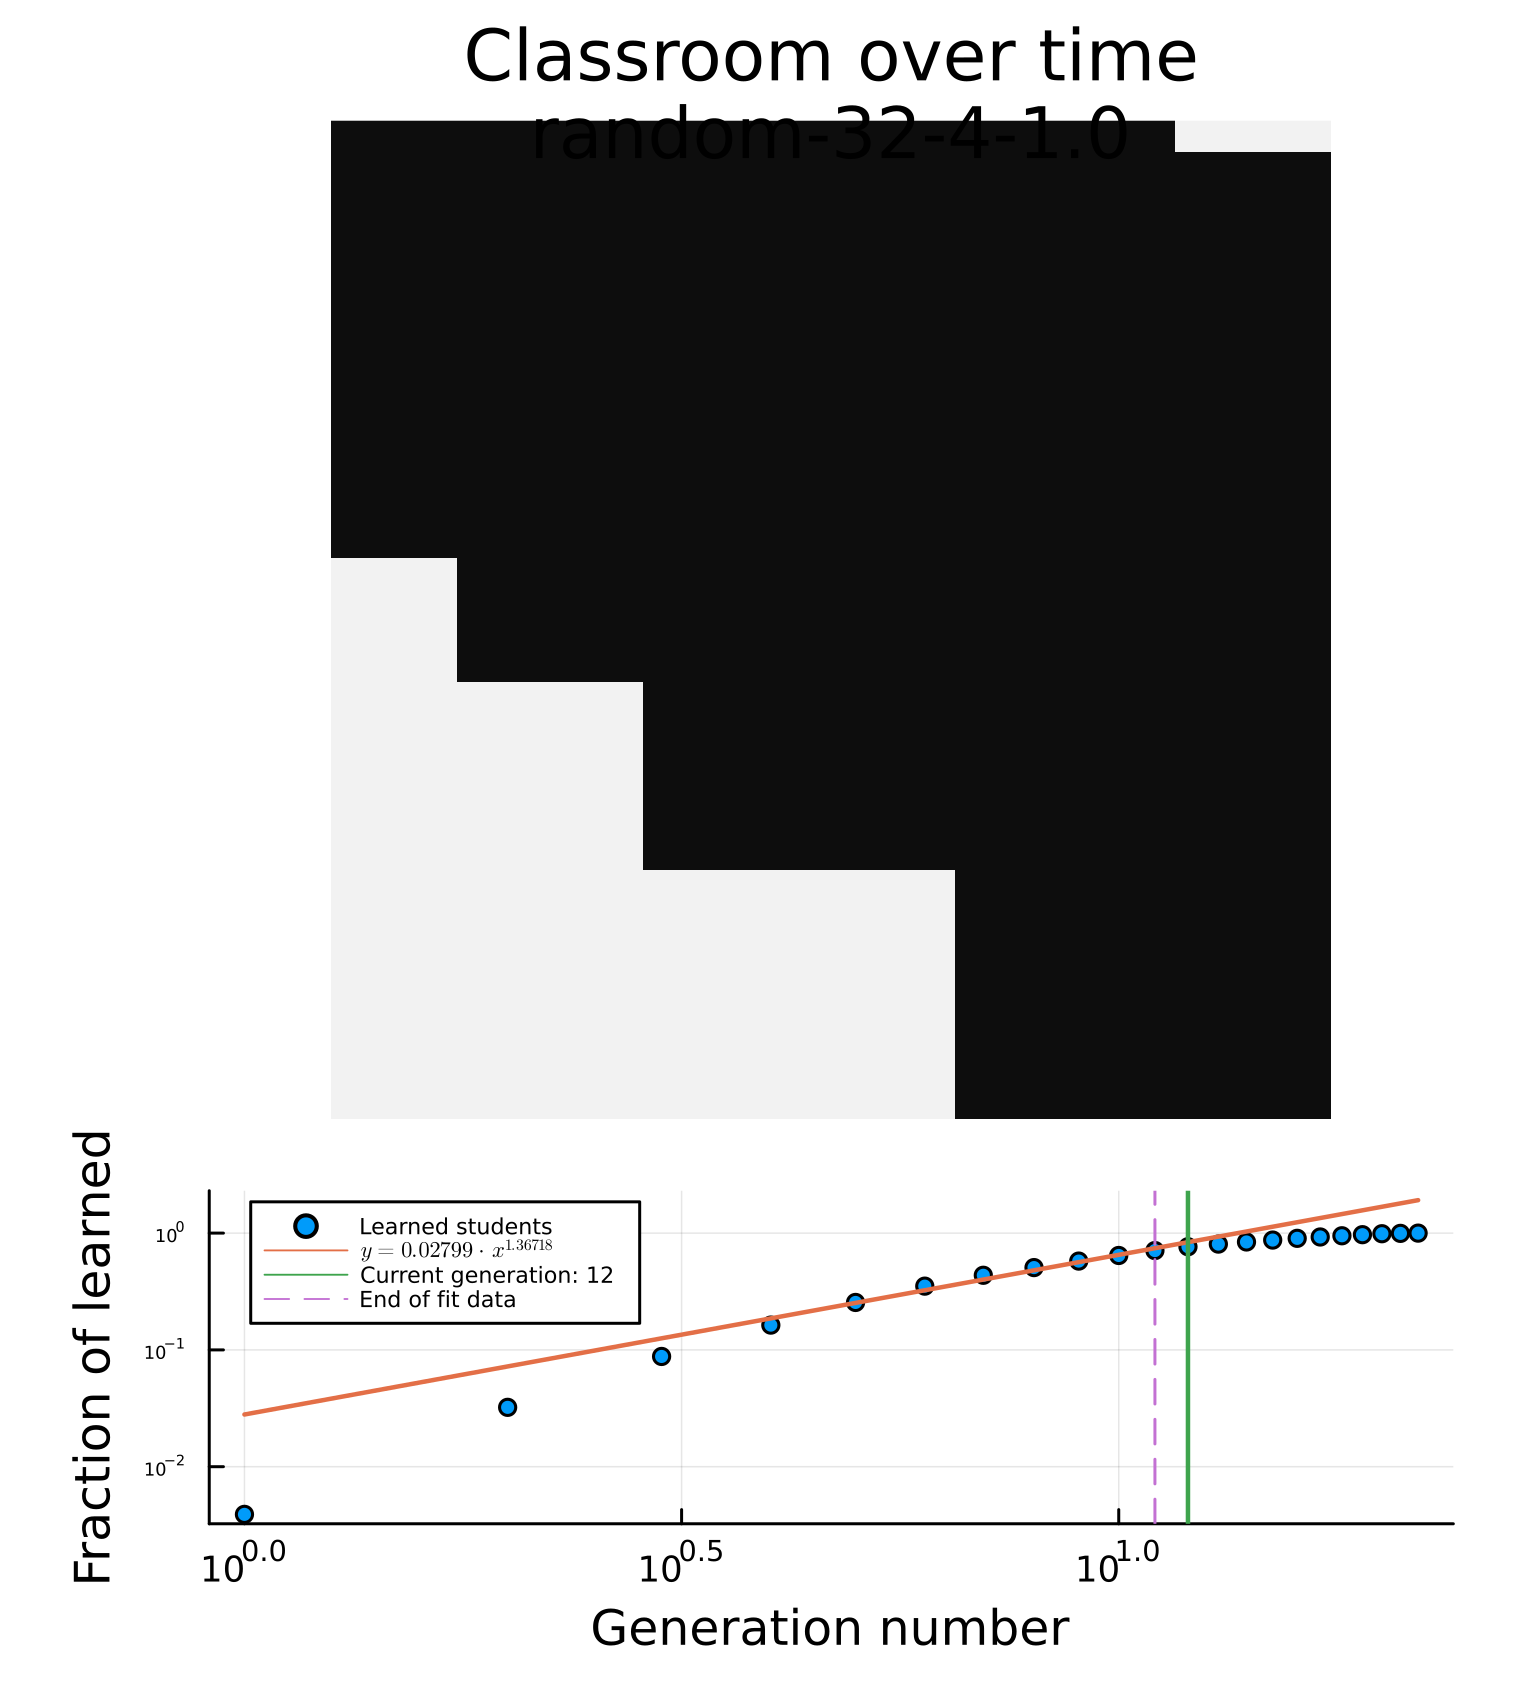 Classroom over time
random-32-4-1.0
Fraction of learned
10^0
10^−1
10^−2
Learned students
y = 0.02799 · x^1.36718
Current generation: 12
End of fit data
10^0.0
10^0.5
10^1.0
Generation number